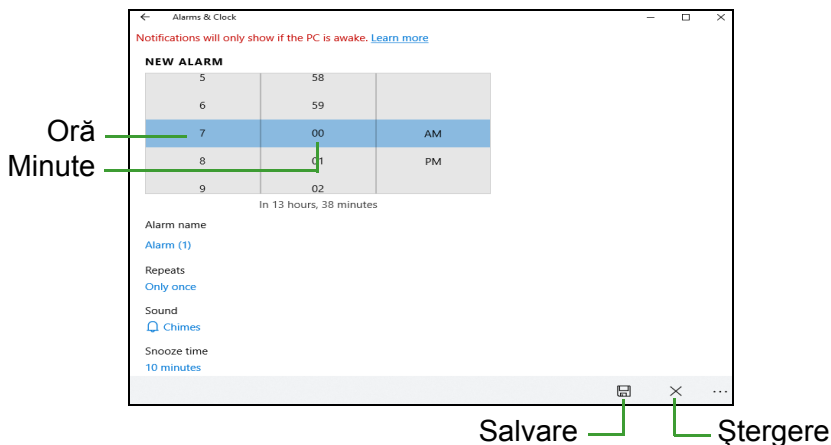 Alarms & Clock
Notifications will only show if the PC is awake. Learn more
NEW ALARM
5 58
6 59
Oră 7 00 AM
Minute 8 01 PM
9 02
In 13 hours, 38 minutes
Alarm name
Alarm (1)
Repeats
Only once
Sound
Chimes
Snooze time
10 minutes
Salvare Ștergere